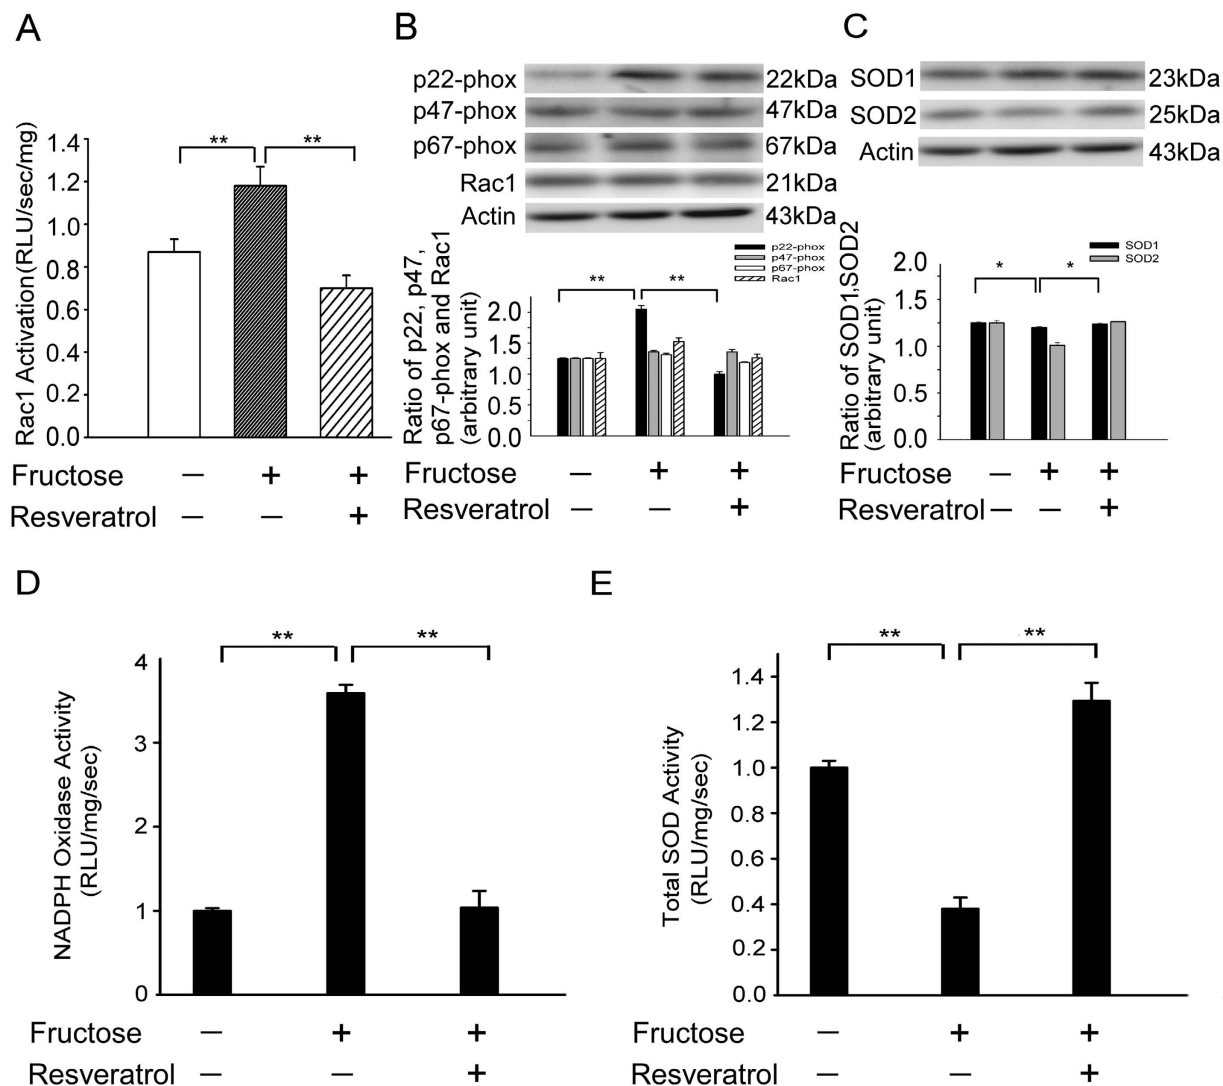 A
Rac1 Activation(RLU/sec/mg)
1.4
1.2
1.0
0.8
0.6
0.4
0.2
0.0
** **
Fructose — + +
Resveratrol — — +
B
p22-phox 22kDa
p47-phox 47kDa
p67-phox 67kDa
Rac1 21kDa
Actin 43kDa
Ratio of p22, p47,
p67-phox and Rac1
(arbitrary unit)
p22-phox
p47-phox
p67-phox
Rac1
2.0
1.5
1.0
0.5
0.0
** **
Fructose — + +
Resveratrol — — +
C
SOD1 23kDa
SOD2 25kDa
Actin 43kDa
Ratio of SOD1,SOD2
(arbitrary unit)
SOD1
SOD2
2.0
1.5
1.0
0.5
0.0
* *
Fructose — + +
Resveratrol — — +
D
NADPH Oxidase Activity
(RLU/mg/sec)
4
3
2
1
0
** **
Fructose — + +
Resveratrol — — +
E
Total SOD Activity
(RLU/mg/sec)
1.4
1.2
1.0
0.8
0.6
0.4
0.2
0.0
** **
Fructose — + +
Resveratrol — — +